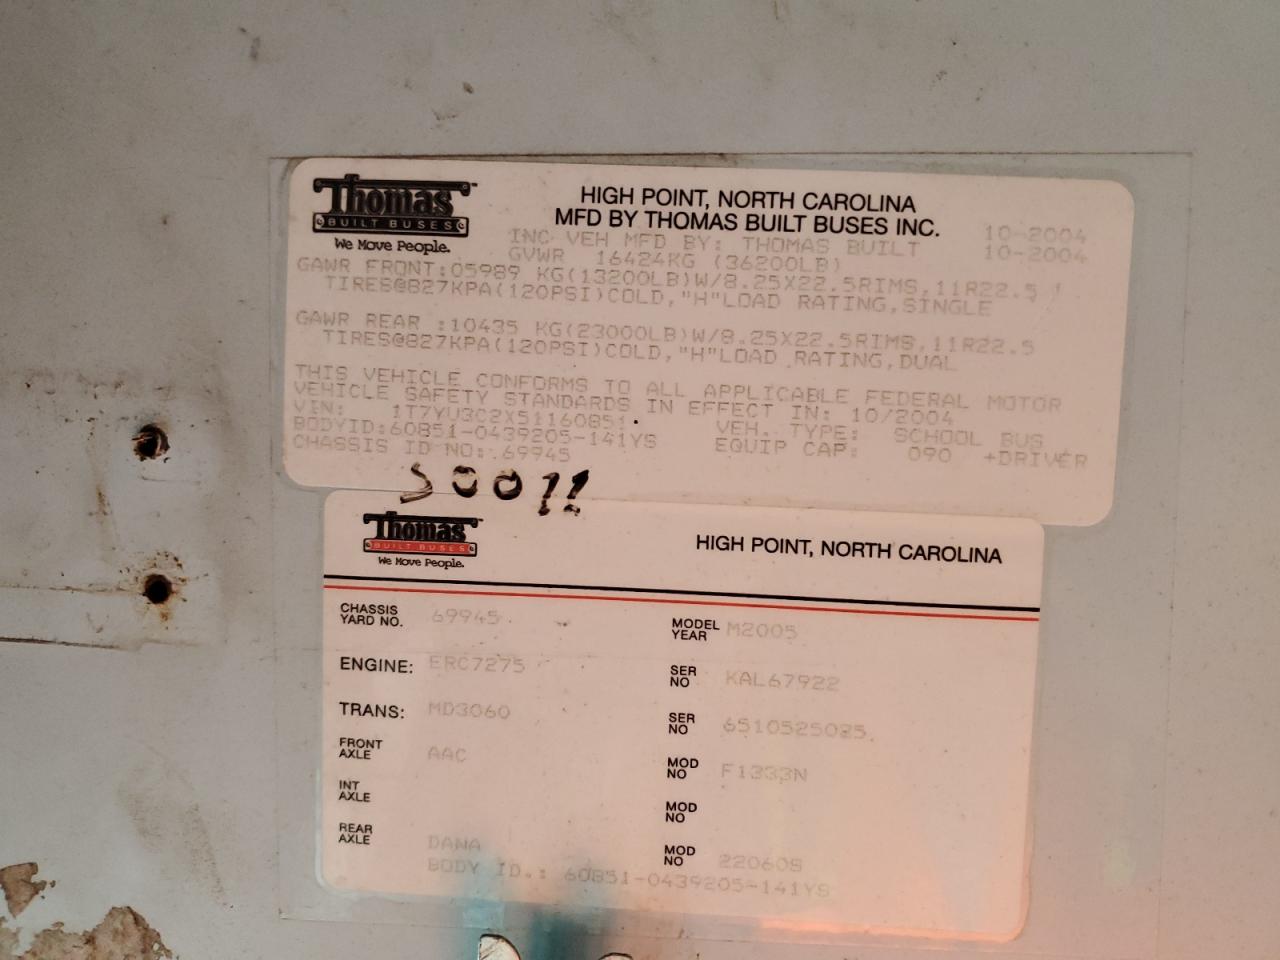 Thomas
BUILT BUSES
We Move People.
HIGH POINT, NORTH CAROLINA
MFD BY THOMAS BUILT BUSES INC. 10-2004
INC VEH MFD BY: THOMAS BUILT 10-2004
GVWR 16424KG (36200LB)
GAWR FRONT:05989 KG(13200LB)W/8.25X22.5RIMS,11R22.5
TIRES@827KPA(120PSI)COLD,"H"LOAD RATING,SINGLE
GAWR REAR :10435 KG(23000LB)W/8.25X22.5RIMS,11R22.5
TIRES@827KPA(120PSI)COLD,"H"LOAD RATING,DUAL
THIS VEHICLE CONFORMS TO ALL APPLICABLE FEDERAL MOTOR
VEHICLE SAFETY STANDARDS IN EFFECT IN: 10/2004
VIN: 1T7YU3C2X51160851. VEH. TYPE: SCHOOL BUS
BODYID:60851-0439205-141YS EQUIP CAP: 090 +DRIVER
CHASSIS ID NO: 69945
Thomas
BUILT BUSES
We Move People.
HIGH POINT, NORTH CAROLINA
CHASSIS YARD NO. 69945 MODEL YEAR M2005
ENGINE: ERC7275 SER NO KAL67922
TRANS: MD3060 SER NO 6510525085
FRONT AXLE AAC MOD NO F1333N
INT AXLE MOD NO
REAR AXLE DANA MOD NO 22060S
BODY ID.: 60851-0439205-141YS